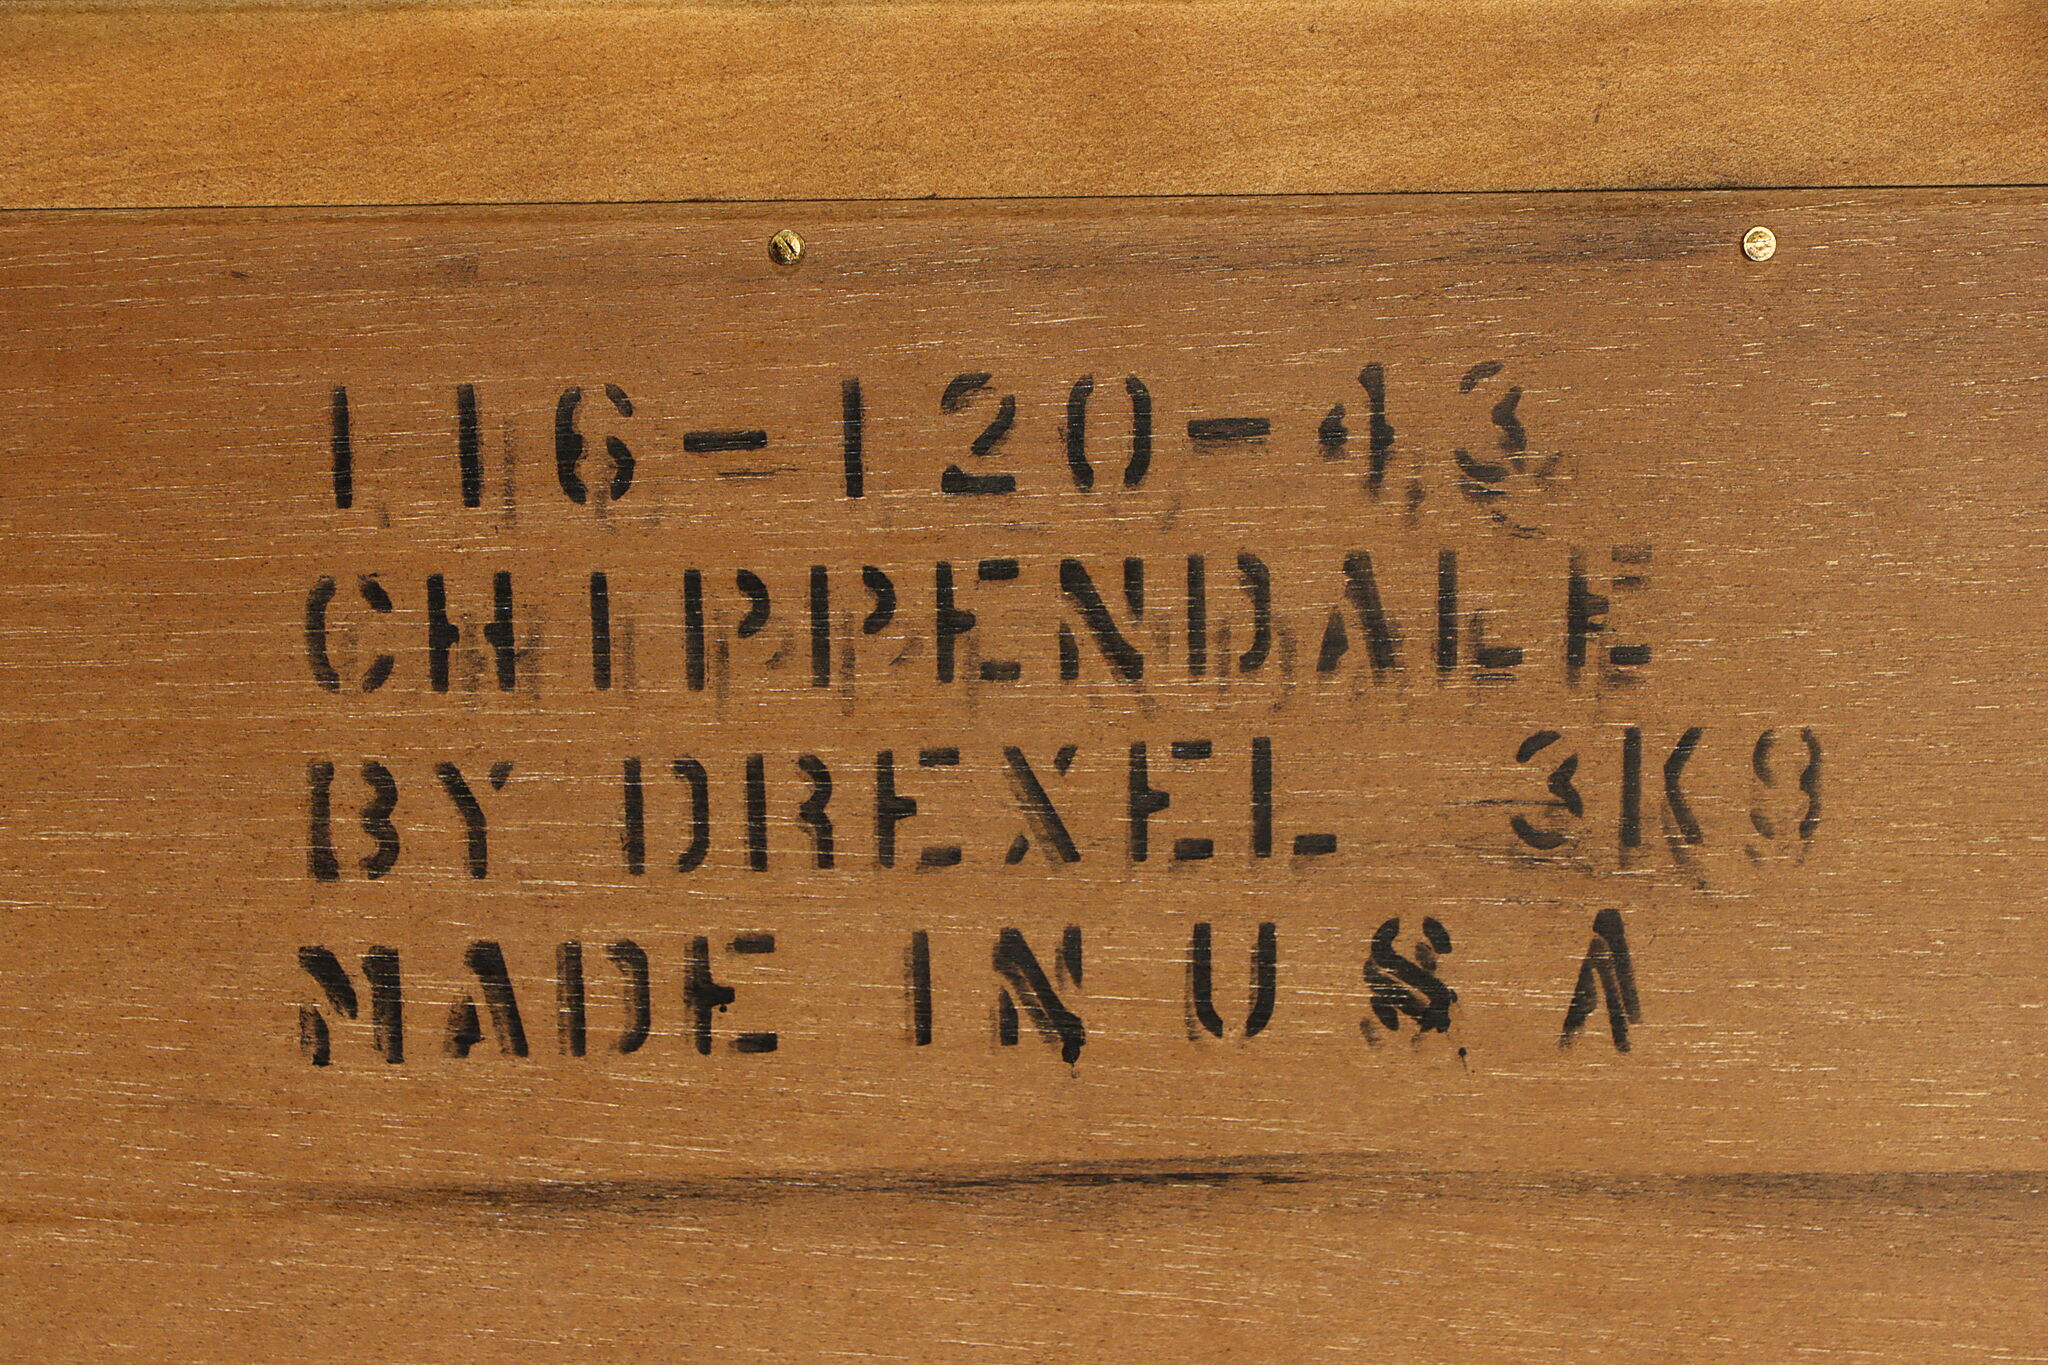 116-120-43
CHIPPENDALE
BY DREXEL 3K9
MADE IN U S A